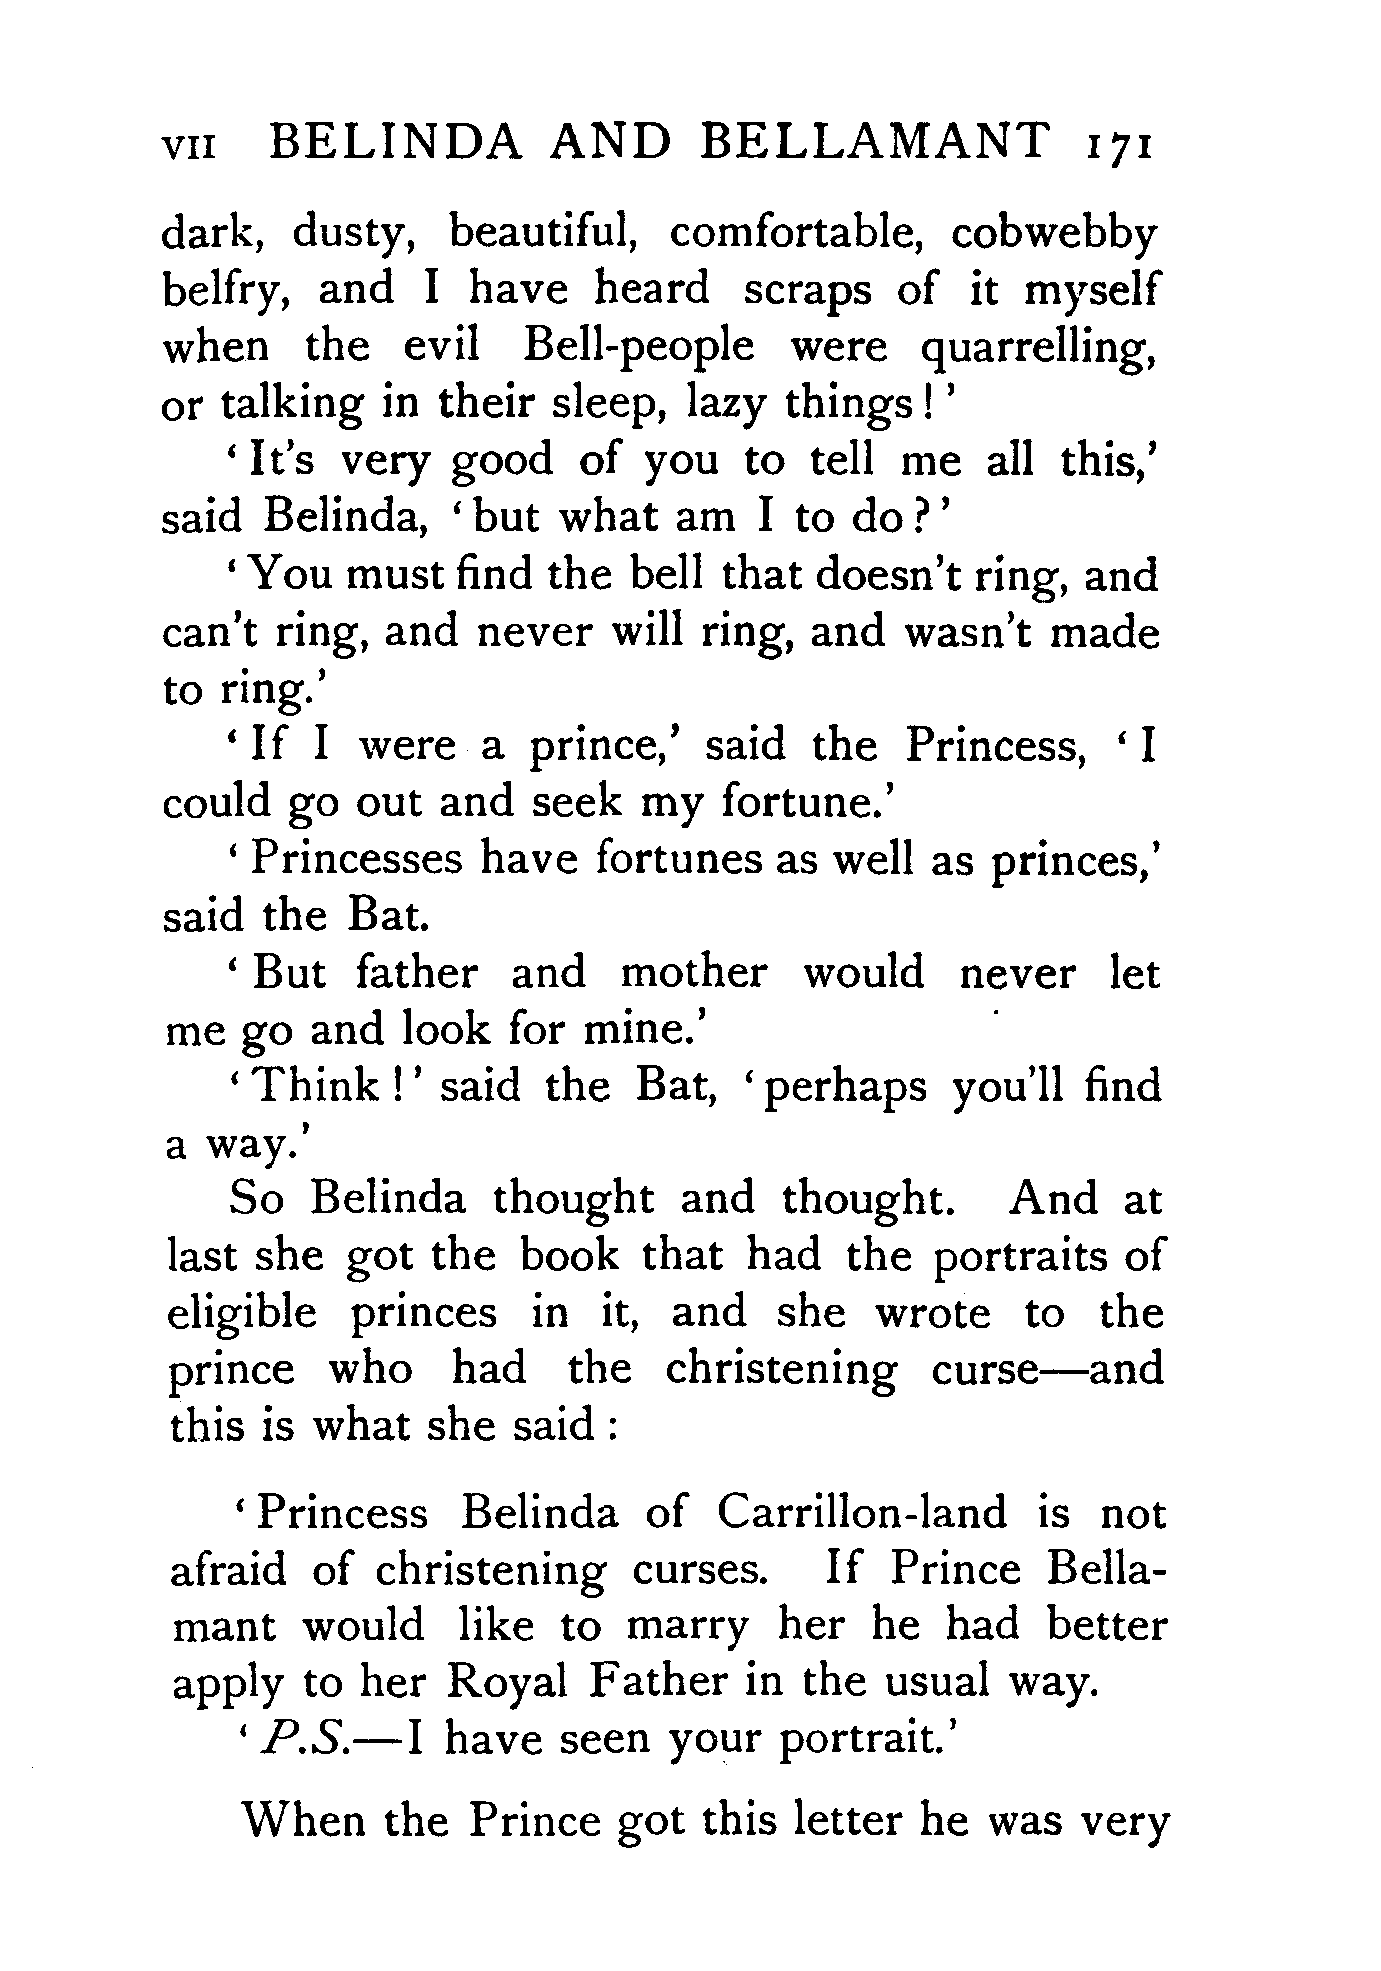 VII BELINDA AND BELLAMANT 171
dark, dusty, beautiful, comfortable, cobwebby
belfry, and I have heard scraps of it myself
when the evil Bell-people were quarrelling,
or talking in their sleep, lazy things!’
‘It's very good of you to tell me all this,’
said Belinda, ‘but what am I to do?’
‘You must find the bell that doesn't ring, and
can't ring, and never will ring, and wasn't made
to ring.’
‘If I were a prince,’ said the Princess, ‘I
could go out and seek my fortune.’
‘Princesses have fortunes as well as princes,’
said the Bat.
‘But father and mother would never let
me go and look for mine.’
‘Think!’ said the Bat, ‘perhaps you'll find
a way.’
So Belinda thought and thought. And at
last she got the book that had the portraits of
eligible princes in it, and she wrote to the
prince who had the christening curse—and
this is what she said:
‘Princess Belinda of Carrillon-land is not
afraid of christening curses. If Prince Bella-
mant would like to marry her he had better
apply to her Royal Father in the usual way.
‘P.S.—I have seen your portrait.’
When the Prince got this letter he was very